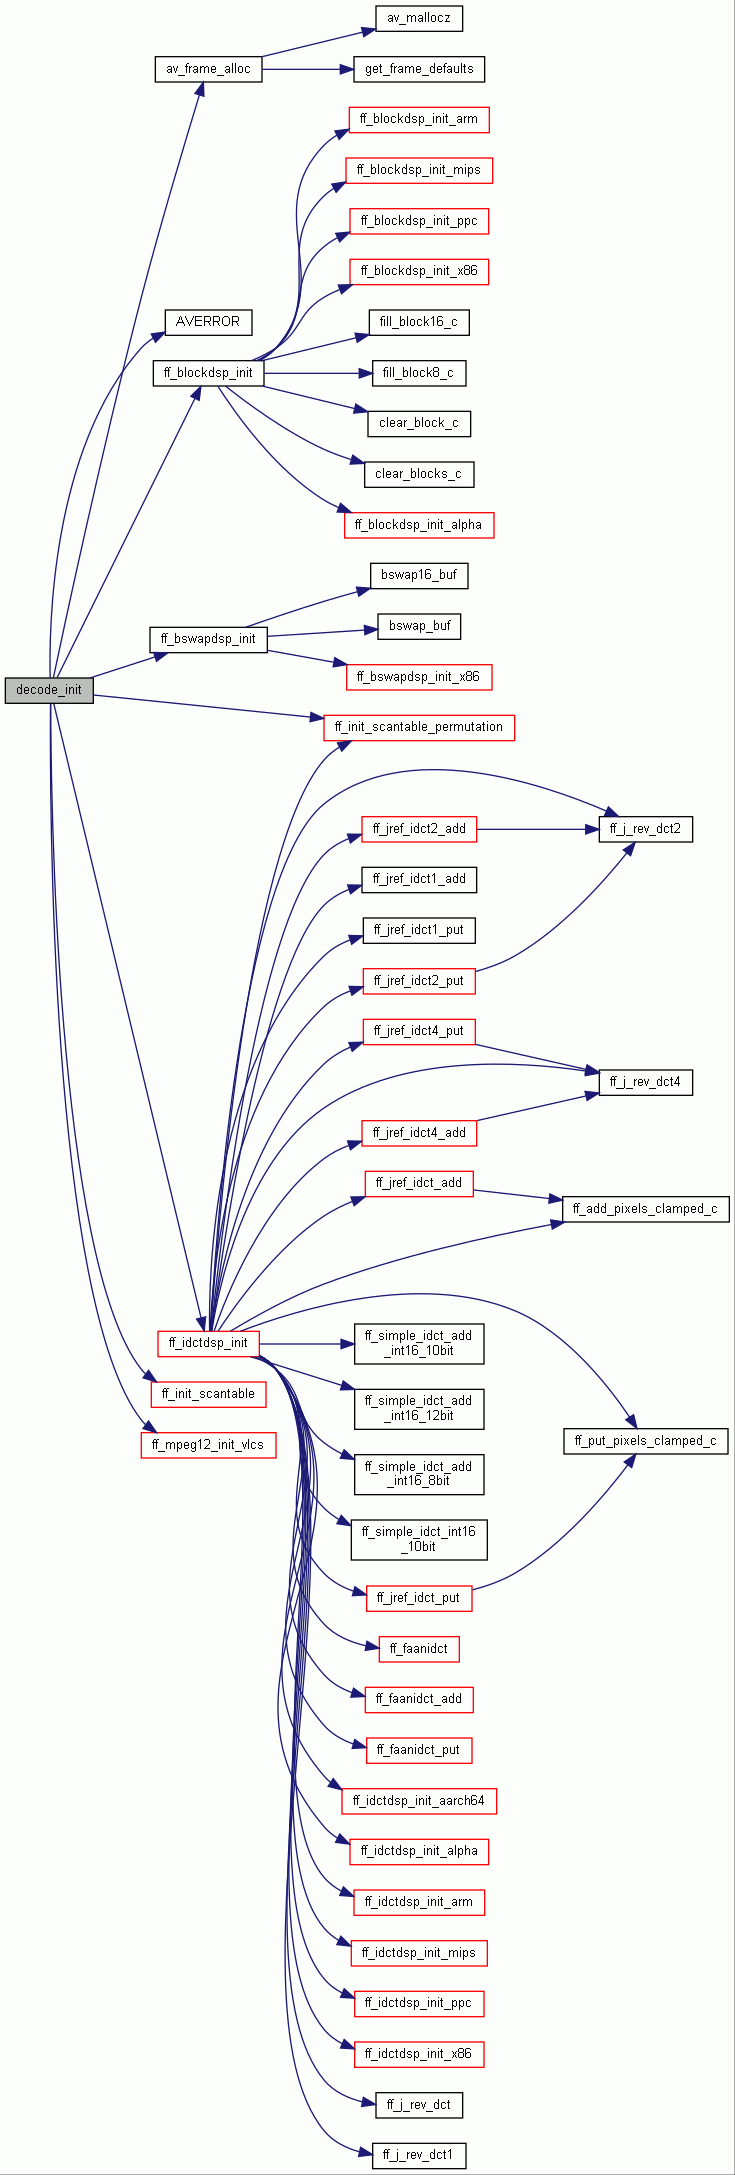 av_mallocz
av_frame_alloc
get_frame_defaults
ff_blockdsp_init_arm
ff_blockdsp_init_mips
ff_blockdsp_init_ppc
ff_blockdsp_init_x86
AVERROR
fill_block16_c
ff_blockdsp_init
fill_block8_c
clear_block_c
clear_blocks_c
ff_blockdsp_init_alpha
bswap16_buf
bswap_buf
ff_bswapdsp_init
ff_bswapdsp_init_x86
decode_init
ff_init_scantable_permutation
ff_jref_idct2_add
ff_j_rev_dct2
ff_jref_idct1_add
ff_jref_idct1_put
ff_jref_idct2_put
ff_jref_idct4_put
ff_j_rev_dct4
ff_jref_idct4_add
ff_jref_idct_add
ff_add_pixels_clamped_c
ff_idctdsp_init
ff_simple_idct_add
_int16_10bit
ff_init_scantable
ff_simple_idct_add
_int16_12bit
ff_mpeg12_init_vlcs
ff_put_pixels_clamped_c
ff_simple_idct_add
_int16_8bit
ff_simple_idct_int16
_10bit
ff_jref_idct_put
ff_faanidct
ff_faanidct_add
ff_faanidct_put
ff_idctdsp_init_aarch64
ff_idctdsp_init_alpha
ff_idctdsp_init_arm
ff_idctdsp_init_mips
ff_idctdsp_init_ppc
ff_idctdsp_init_x86
ff_j_rev_dct
ff_j_rev_dct1